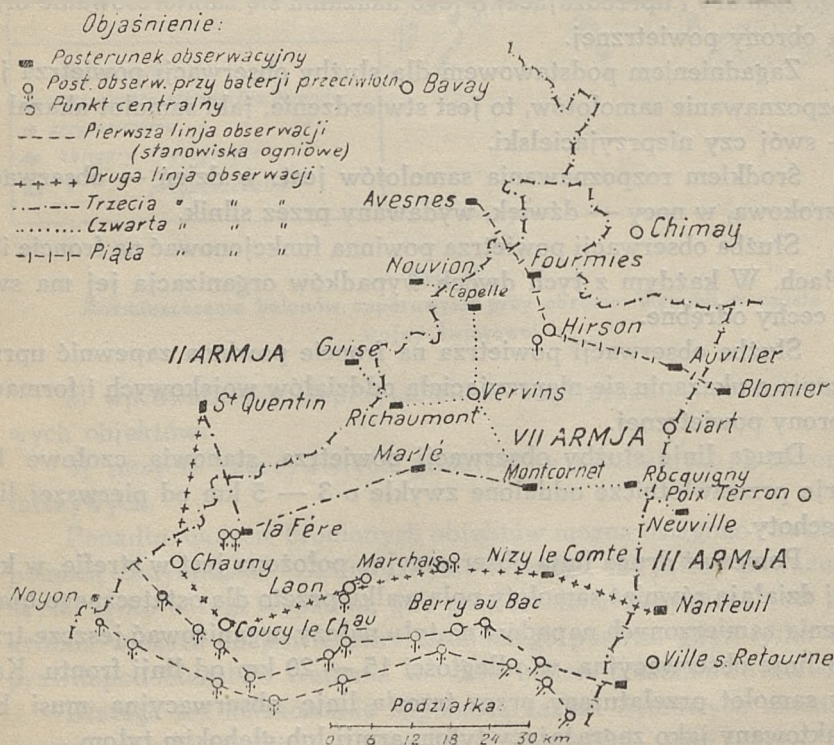 Objaśnienie:
Posterunek obserwacyjny
Post. obserw. przy baterji przeciwlotn.
Punkt centralny
Pierwsza linja obserwacji
(stanowiska ogniowe)
Druga linja obserwacji
Trzecia " " "
Czwarta " " "
Piąta " " "
Bavay
Avesnes
Chimay
Fourmies
Nouvion
Capelle
Hirson
II ARMJA
Guise
Auviller
Blomier
St Quentin
Vervins
Richaumont
Liart
VII ARMJA
Marlé
Montcornet
Rocquigny
Poix Terron
Neuville
la Fére
Chauny
Marchais
Nizy le Comte
III ARMJA
Laon
Noyon
Berry au Bac
Nanteuil
Coucy le Chau
Ville s. Retourne
Podziałka:
0 6 12 18 24 30 km